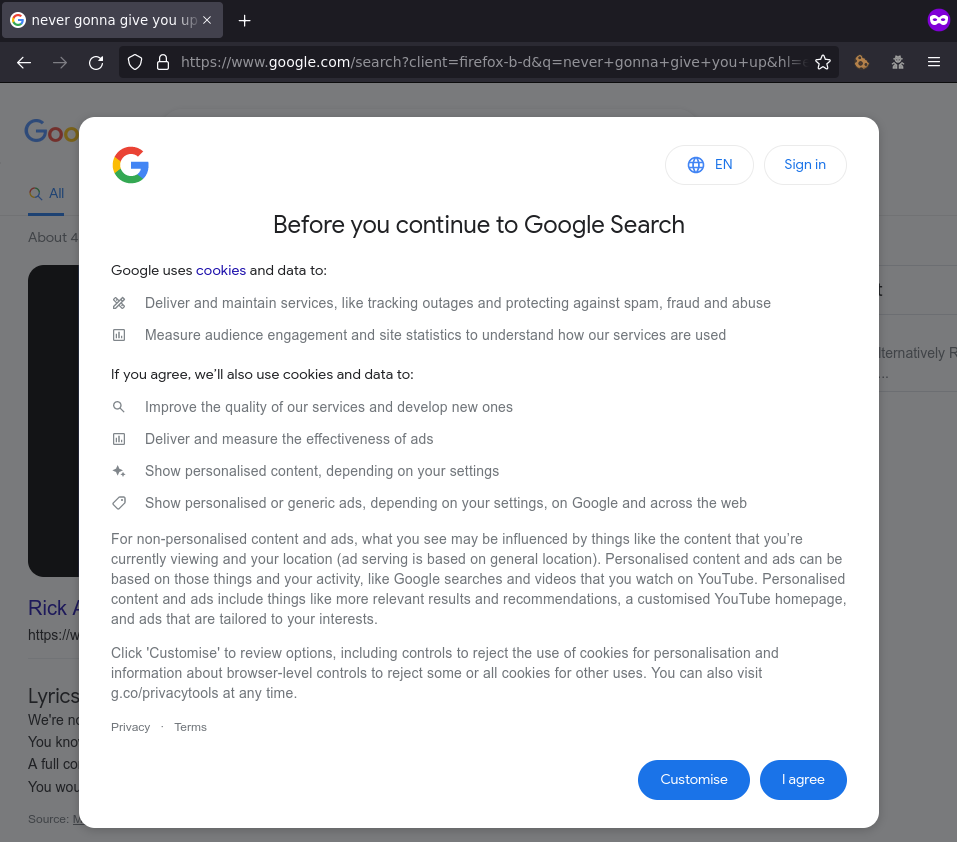 never gonna give you up
https://www.google.com/search?client=firefox-b-d&q=never+gonna+give+you+up&hl=
Goo
EN
Sign in
All
Before you continue to Google Search
About 4
Google uses cookies and data to:
Deliver and maintain services, like tracking outages and protecting against spam, fraud and abuse
Measure audience engagement and site statistics to understand how our services are used
lternatively R
...
If you agree, we'll also use cookies and data to:
Improve the quality of our services and develop new ones
Deliver and measure the effectiveness of ads
Show personalised content, depending on your settings
Show personalised or generic ads, depending on your settings, on Google and across the web
For non-personalised content and ads, what you see may be influenced by things like the content that you're
currently viewing and your location (ad serving is based on general location). Personalised content and ads can be
based on those things and your activity, like Google searches and videos that you watch on YouTube. Personalised
content and ads include things like more relevant results and recommendations, a customised YouTube homepage,
and ads that are tailored to your interests.
Rick A
https://w
Click 'Customise' to review options, including controls to reject the use of cookies for personalisation and
information about browser-level controls to reject some or all cookies for other uses. You can also visit
g.co/privacytools at any time.
Lyrics
We're no
Privacy · Terms
You kno
A full co
You wou
Customise
I agree
Source: M